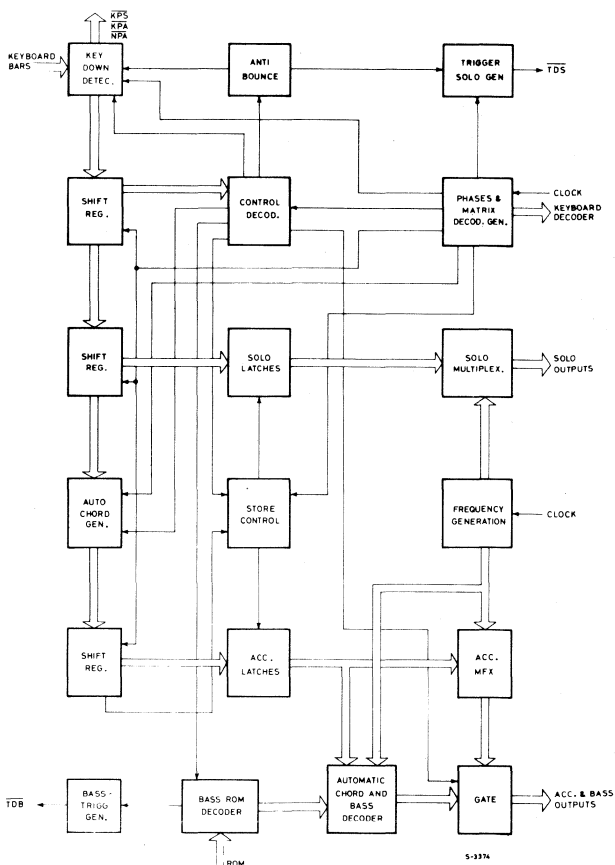 KPS
KPA
NPA
KEYBOARD
BARS
KEY
DOWN
DETEC.
ANTI
BOUNCE
TRIGGER
SOLO GEN
TDS
SHIFT
REG.
CONTROL
DECOD.
PHASES &
MATRIX
DECOD. GEN.
CLOCK
KEYBOARD
DECODER
SHIFT
REG.
SOLO
LATCHES
SOLO
MULTIPLEX.
SOLO
OUTPUTS
AUTO
CHORD
GEN.
STORE
CONTROL
FREQUENCY
GENERATION
CLOCK
SHIFT
REG.
ACC.
LATCHES
ACC.
MFX
TDB
BASS-
TRIGG
GEN.
BASS ROM
DECODER
AUTOMATIC
CHORD AND
BASS
DECODER
GATE
ACC. & BASS
OUTPUTS
ROM
S-3374